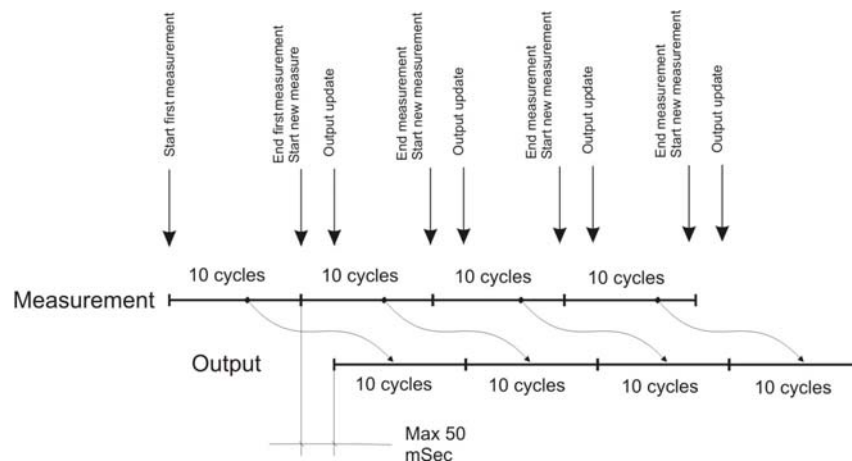 Start first measurement
End first measurement
Start new measure
Output update
End measurement
Start new measurement
Output update
End measurement
Start new measurement
Output update
End measurement
Start new measurement
Output update
10 cycles
10 cycles
10 cycles
10 cycles
Measurement
Output
10 cycles
10 cycles
10 cycles
10 cycles
Max 50
mSec